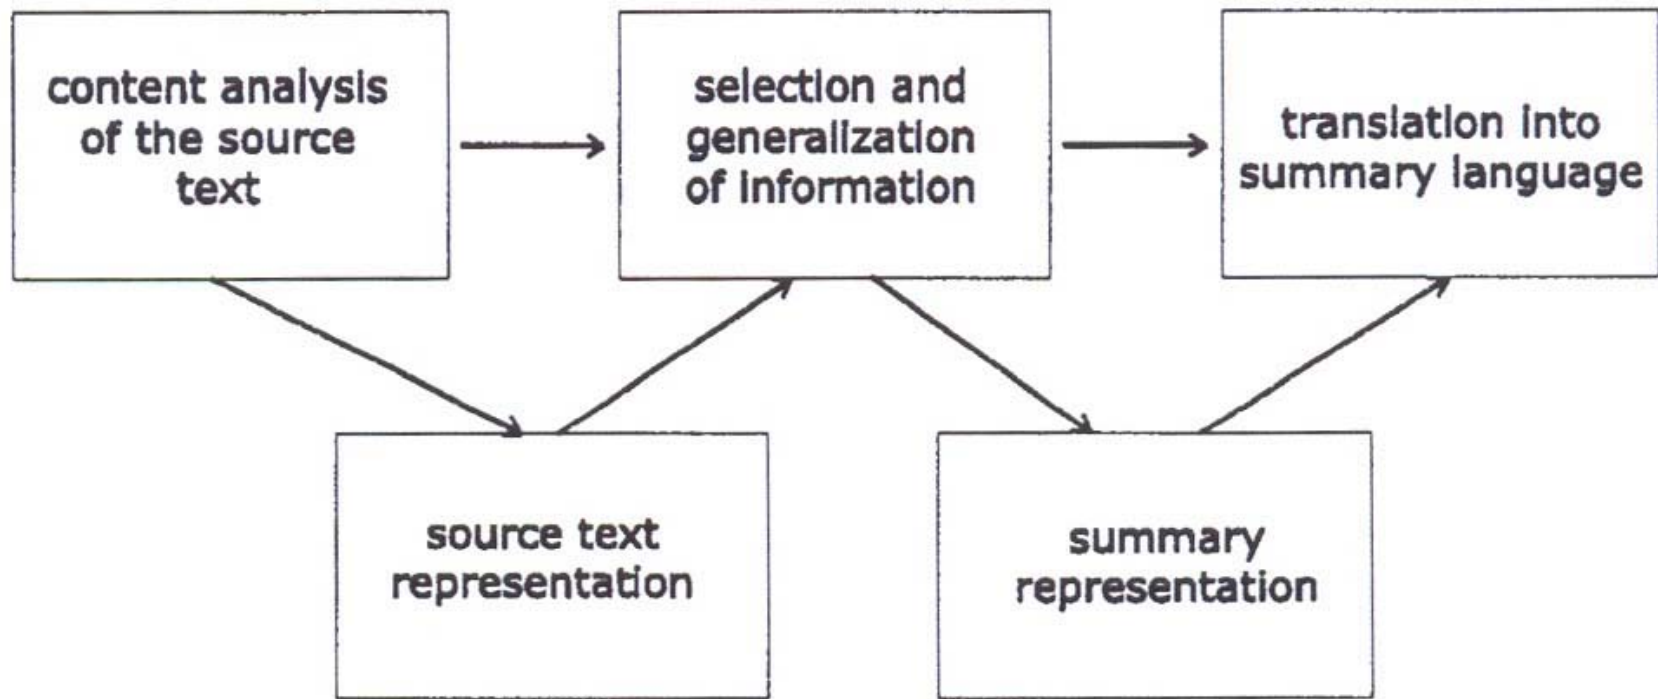 content analysis
of the source
text
selection and
generalization
of information
translation into
summary language
source text
representation
summary
representation